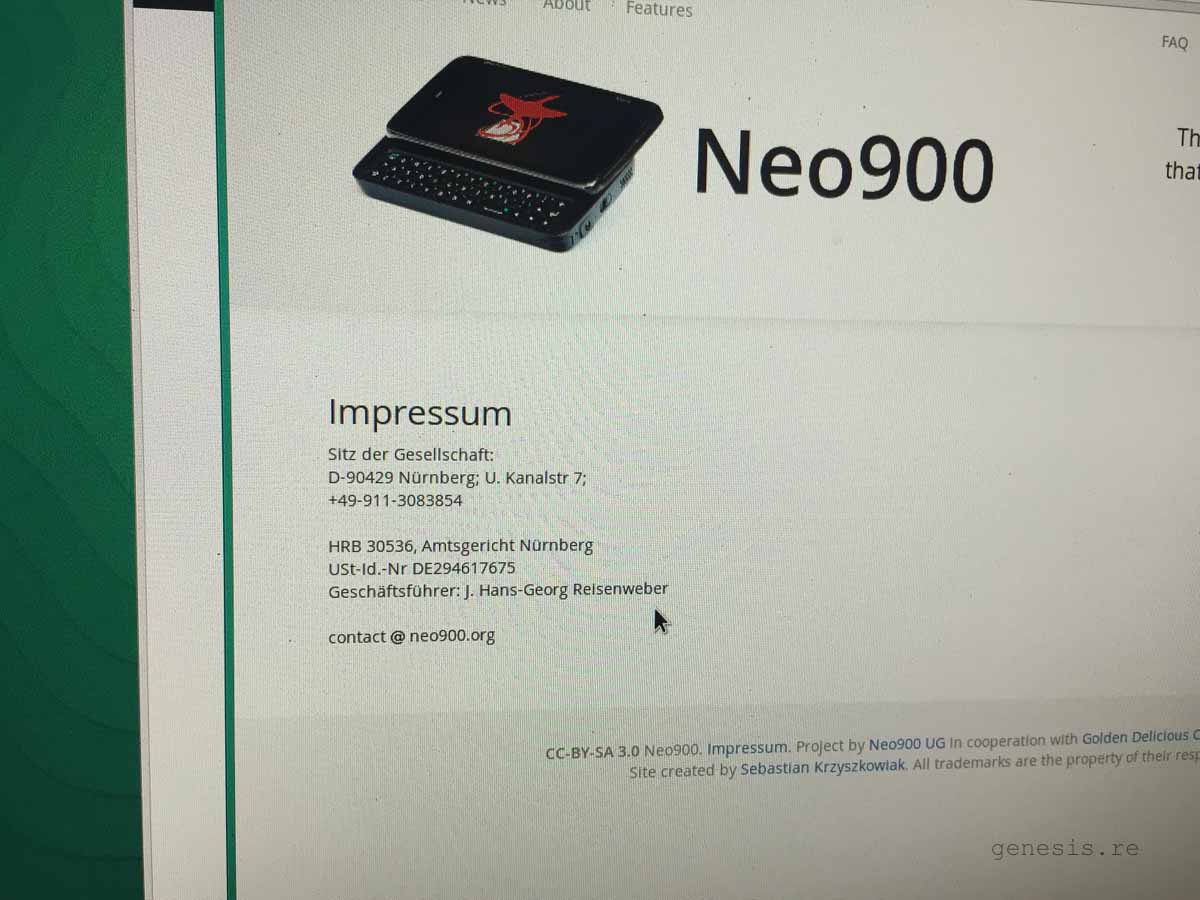 News About Features
FAQ
Neo900
Th
that
Impressum
Sitz der Gesellschaft:
D-90429 Nürnberg; U. Kanalstr 7;
+49-911-3083854
HRB 30536, Amtsgericht Nürnberg
USt-Id.-Nr DE294617675
Geschäftsführer: J. Hans-Georg Reisenweber
contact @ neo900.org
CC-BY-SA 3.0 Neo900. Impressum. Project by Neo900 UG in cooperation with Golden Delicious C
Site created by Sebastian Krzyszkowiak. All trademarks are the property of their resp
genesis.re